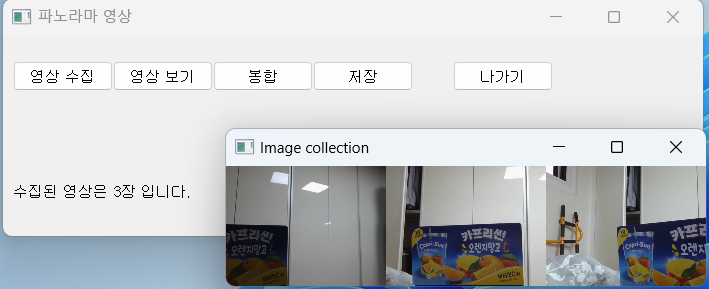 파노라마 영상
영상 수집 영상 보기 봉합 저장 나가기
수집된 영상은 3장 입니다.
Image collection
카프리썬
오렌지망고
Capri-Sun
카프리썬
오렌지망고
Capri-Sun
카프리
오렌지